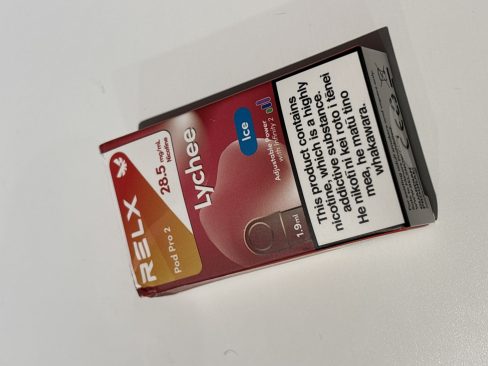 RELX
Pod Pro 2
28.5 mg/mL
Nicotine
Lychee
Ice
Adjustable Power
with Infinity 2
1.9ml
This product contains
nicotine, which is a highly
addictive substance.
He nikotīni kei roto i tēnei
mea, he matū tino
whakawara.